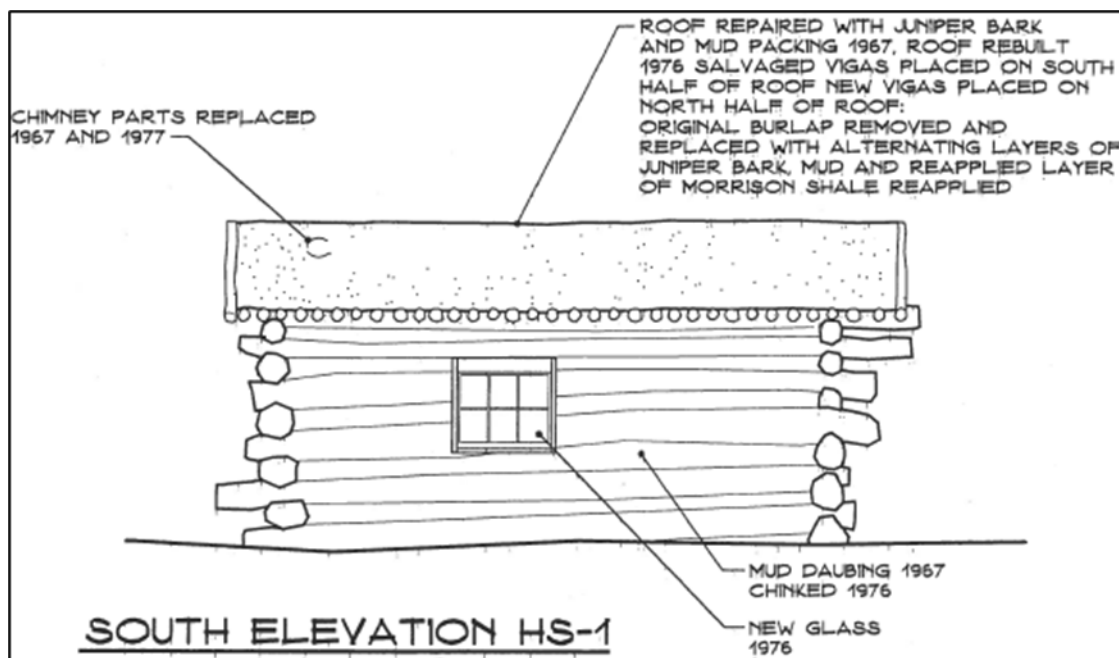 ROOF REPAIRED WITH JUNIPER BARK
AND MUD PACKING 1967, ROOF REBUILT
1976 SALVAGED VIGAS PLACED ON SOUTH
HALF OF ROOF NEW VIGAS PLACED ON
NORTH HALF OF ROOF:
ORIGINAL BURLAP REMOVED AND
REPLACED WITH ALTERNATING LAYERS OF
JUNIPER BARK, MUD AND REAPPLIED LAYER
OF MORRISON SHALE REAPPLIED
CHIMNEY PARTS REPLACED
1967 AND 1977
MUD DAUBING 1967
CHINKED 1976
NEW GLASS
1976
SOUTH ELEVATION HS-1